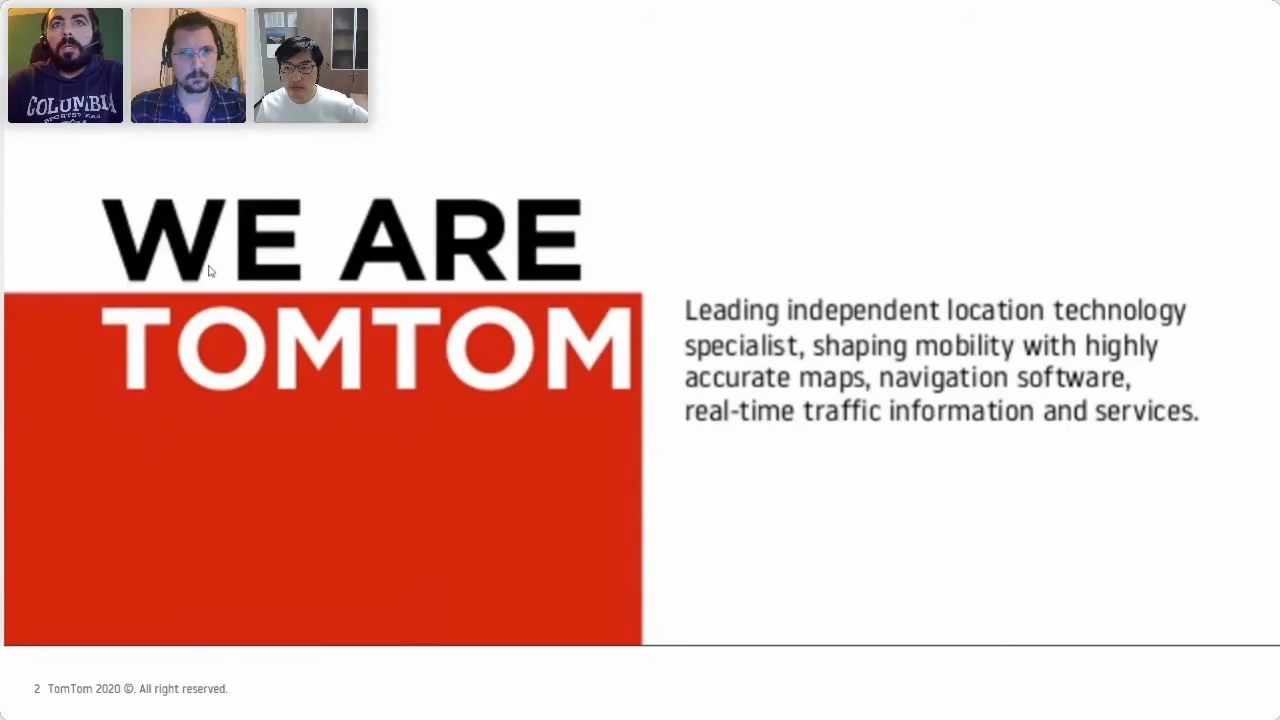 COLUMBIA
WE ARE
TOMTOM
Leading independent location technology
specialist, shaping mobility with highly
accurate maps, navigation software,
real-time traffic information and services.
2 TomTom 2020 ©. All right reserved.